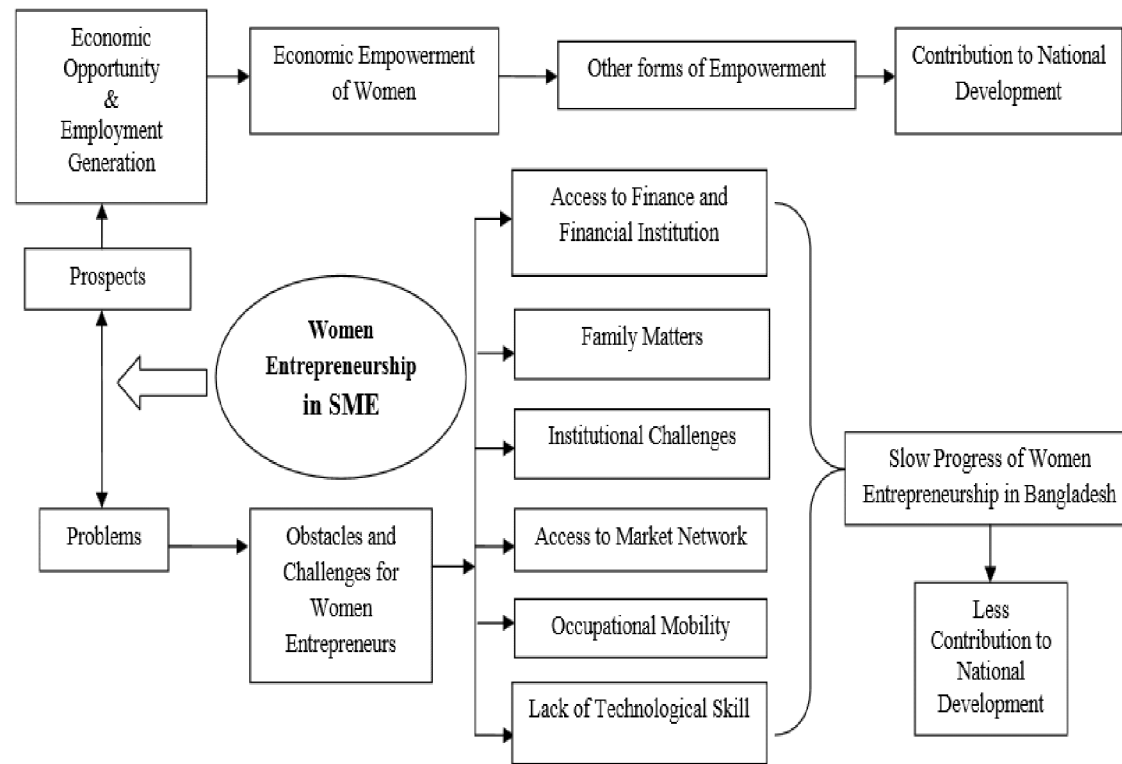 Economic
Opportunity
&
Employment
Generation
Economic Empowerment
of Women
Other forms of Empowerment
Contribution to National
Development
Prospects
Women
Entrepreneurship
in SME
Problems
Obstacles and
Challenges for
Women
Entrepreneurs
Access to Finance and
Financial Institution
Family Matters
Institutional Challenges
Access to Market Network
Occupational Mobility
Lack of Technological Skill
Slow Progress of Women
Entrepreneurship in Bangladesh
Less
Contribution to
National
Development